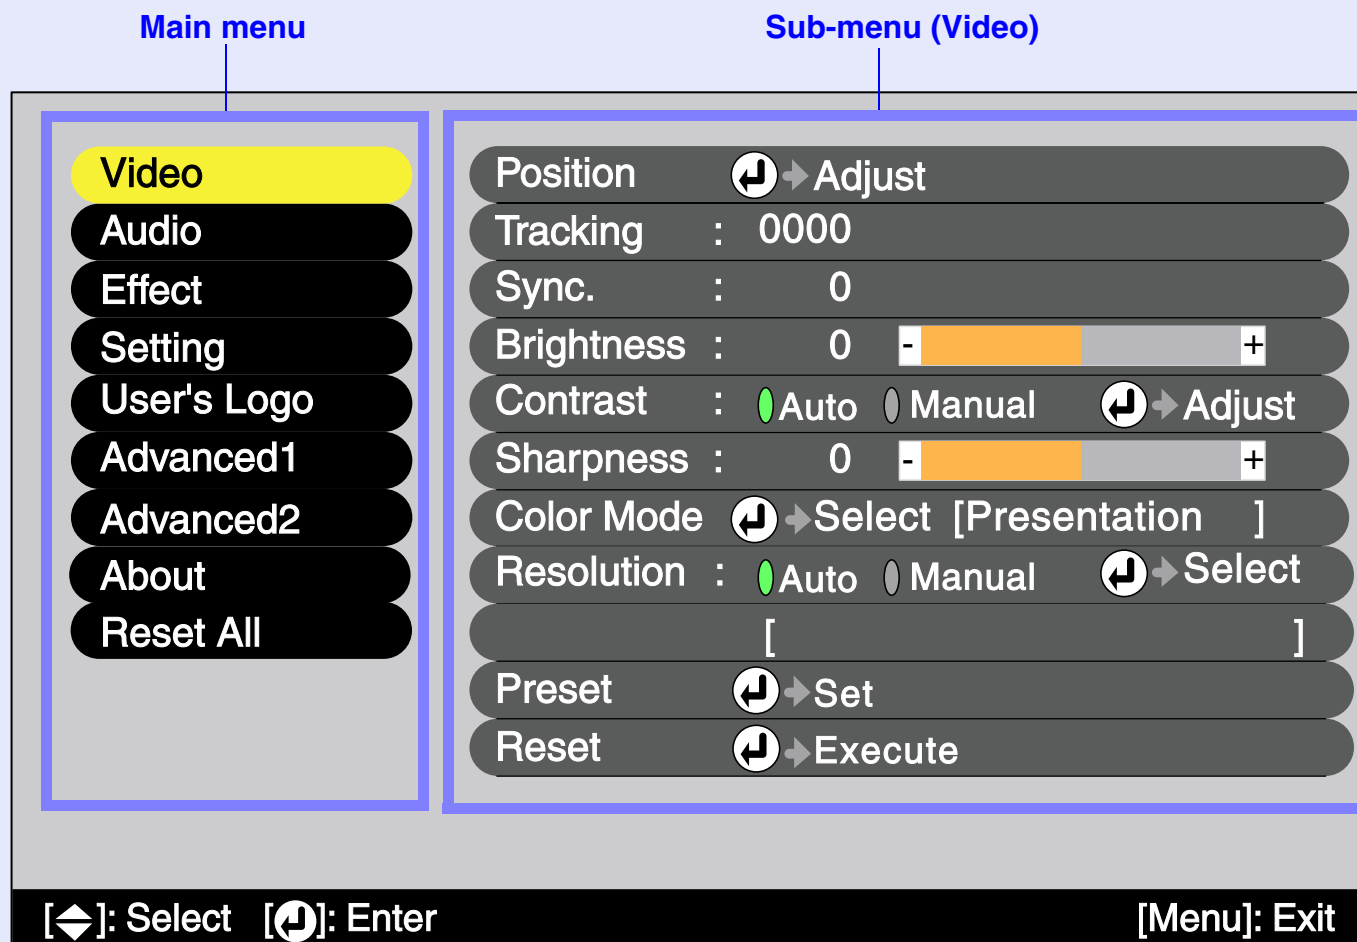 Main menu
Sub-menu (Video)
Video
Audio
Effect
Setting
User's Logo
Advanced1
Advanced2
About
Reset All
Position Adjust
Tracking : 0000
Sync. : 0
Brightness : 0 - +
Contrast : Auto Manual Adjust
Sharpness : 0 - +
Color Mode Select [Presentation ]
Resolution : Auto Manual Select
[ ]
Preset Set
Reset Execute
[ ]: Select [ ]: Enter [Menu]: Exit